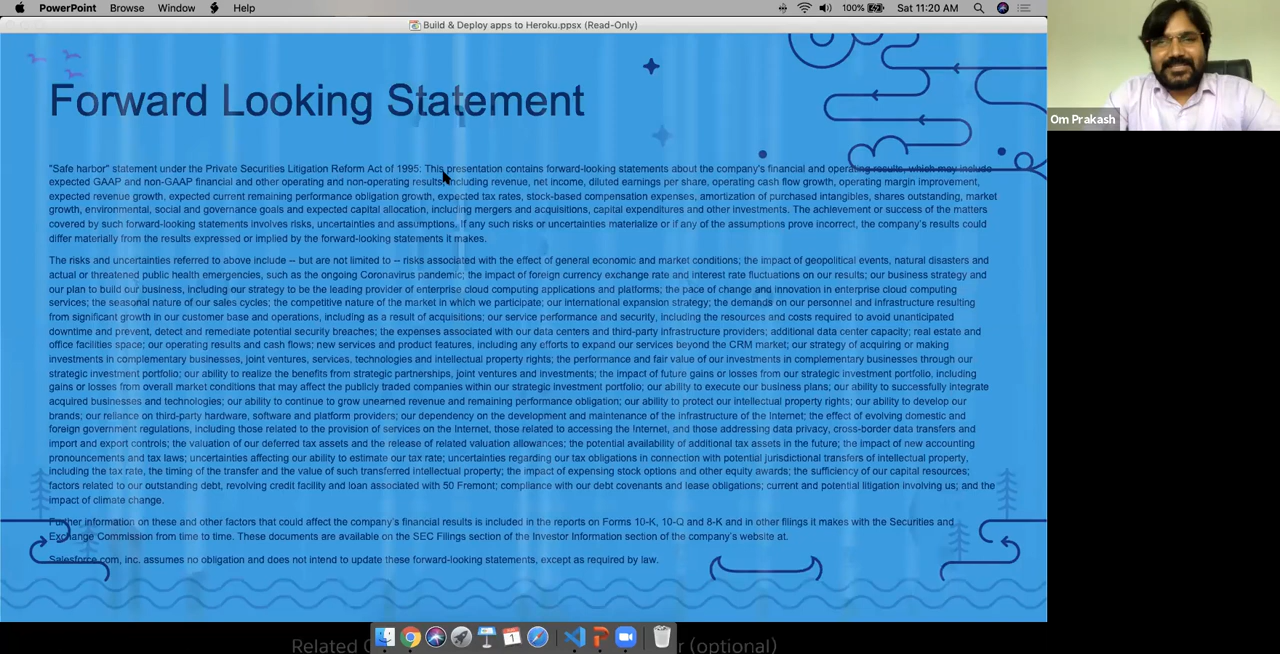 PowerPoint Browse Window Help 100% Sat 11:20 AM
Build & Deploy apps to Heroku.ppsx (Read-Only)
Forward Looking Statement
Om Prakash
"Safe harbor" statement under the Private Securities Litigation Reform Act of 1995: This presentation contains forward-looking statements about the company's financial and operating results, which may include
expected GAAP and non-GAAP financial and other operating and non-operating results, including revenue, net income, diluted earnings per share, operating cash flow growth, operating margin improvement,
expected revenue growth, expected current remaining performance obligation growth, expected tax rates, stock-based compensation expenses, amortization of purchased intangibles, shares outstanding, market
growth, environmental, social and governance goals and expected capital allocation, including mergers and acquisitions, capital expenditures and other investments. The achievement or success of the matters
covered by such forward-looking statements involves risks, uncertainties and assumptions. If any such risks or uncertainties materialize or if any of the assumptions prove incorrect, the company's results could
differ materially from the results expressed or implied by the forward-looking statements it makes.
The risks and uncertainties referred to above include -- but are not limited to -- risks associated with the effect of general economic and market conditions; the impact of geopolitical events, natural disasters and
actual or threatened public health emergencies, such as the ongoing Coronavirus pandemic; the impact of foreign currency exchange rate and interest rate fluctuations on our results; our business strategy and
our plan to build our business, including our strategy to be the leading provider of enterprise cloud computing applications and platforms; the pace of change and innovation in enterprise cloud computing
services; the seasonal nature of our sales cycles; the competitive nature of the market in which we participate; our international expansion strategy; the demands on our personnel and infrastructure resulting
from significant growth in our customer base and operations, including as a result of acquisitions; our service performance and security, including the resources and costs required to avoid unanticipated
downtime and prevent, detect and remediate potential security breaches; the expenses associated with our data centers and third-party infrastructure providers; additional data center capacity; real estate and
office facilities space; our operating results and cash flows; new services and product features, including any efforts to expand our services beyond the CRM market; our strategy of acquiring or making
investments in complementary businesses, joint ventures, services, technologies and intellectual property rights; the performance and fair value of our investments in complementary businesses through our
strategic investment portfolio; our ability to realize the benefits from strategic partnerships, joint ventures and investments; the impact of future gains or losses from our strategic investment portfolio, including
gains or losses from overall market conditions that may affect the publicly traded companies within our strategic investment portfolio; our ability to execute our business plans; our ability to successfully integrate
acquired businesses and technologies; our ability to continue to grow unearned revenue and remaining performance obligation; our ability to protect our intellectual property rights; our ability to develop our
brands; our reliance on third-party hardware, software and platform providers; our dependency on the development and maintenance of the infrastructure of the Internet; the effect of evolving domestic and
foreign government regulations, including those related to the provision of services on the Internet, those related to accessing the Internet, and those addressing data privacy, cross-border data transfers and
import and export controls; the valuation of our deferred tax assets and the release of related valuation allowances; the potential availability of additional tax assets in the future; the impact of new accounting
pronouncements and tax laws; uncertainties affecting our ability to estimate our tax rate; uncertainties regarding our tax obligations in connection with potential jurisdictional transfers of intellectual property,
including the tax rate, the timing of the transfer and the value of such transferred intellectual property; the impact of expensing stock options and other equity awards; the sufficiency of our capital resources;
factors related to our outstanding debt, revolving credit facility and loan associated with 50 Fremont; compliance with our debt covenants and lease obligations; current and potential litigation involving us; and the
impact of climate change.
Further information on these and other factors that could affect the company's financial results is included in the reports on Forms 10-K, 10-Q and 8-K and in other filings it makes with the Securities and
Exchange Commission from time to time. These documents are available on the SEC Filings section of the Investor Information section of the company's website at.
Salesforce.com, inc. assumes no obligation and does not intend to update these forward-looking statements, except as required by law.
Related (optional)